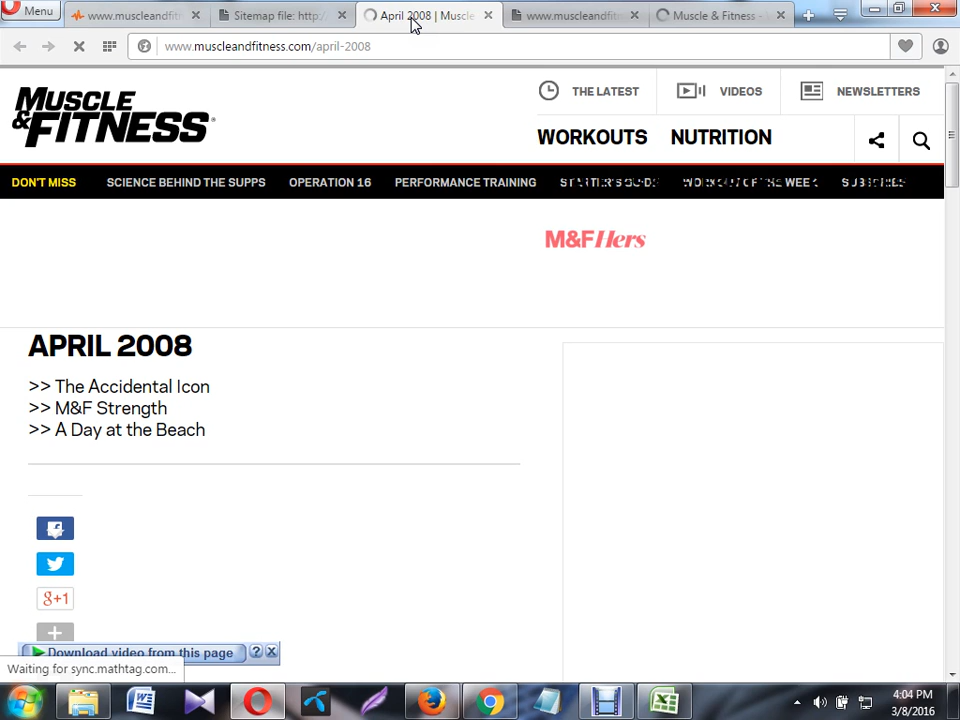 Menu
www.muscleandfitn
Sitemap file: http:/
April 2008 | Muscle
www.muscleandfitn
Muscle & Fitness -
www.muscleandfitness.com/april-2008
MUSCLE
& FITNESS
THE LATEST
VIDEOS
NEWSLETTERS
WORKOUTS
NUTRITION
DON'T MISS
SCIENCE BEHIND THE SUPPS
OPERATION 16
PERFORMANCE TRAINING
M&F Hers
APRIL 2008
>> The Accidental Icon
>> M&F Strength
>> A Day at the Beach
g+1
Download video from this page
?
Waiting for sync.mathtag.com...
4:04 PM
3/8/2016